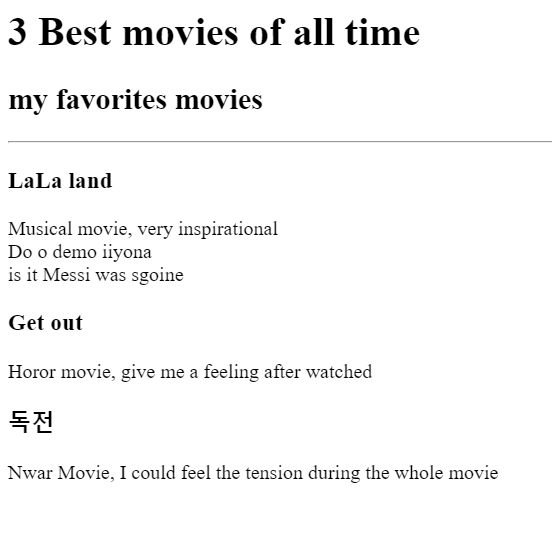 3 Best movies of all time
my favorites movies
LaLa land
Musical movie, very inspirational
Do o demo iiyona
is it Messi was sgoine
Get out
Horor movie, give me a feeling after watched
독전
Nwar Movie, I could feel the tension during the whole movie